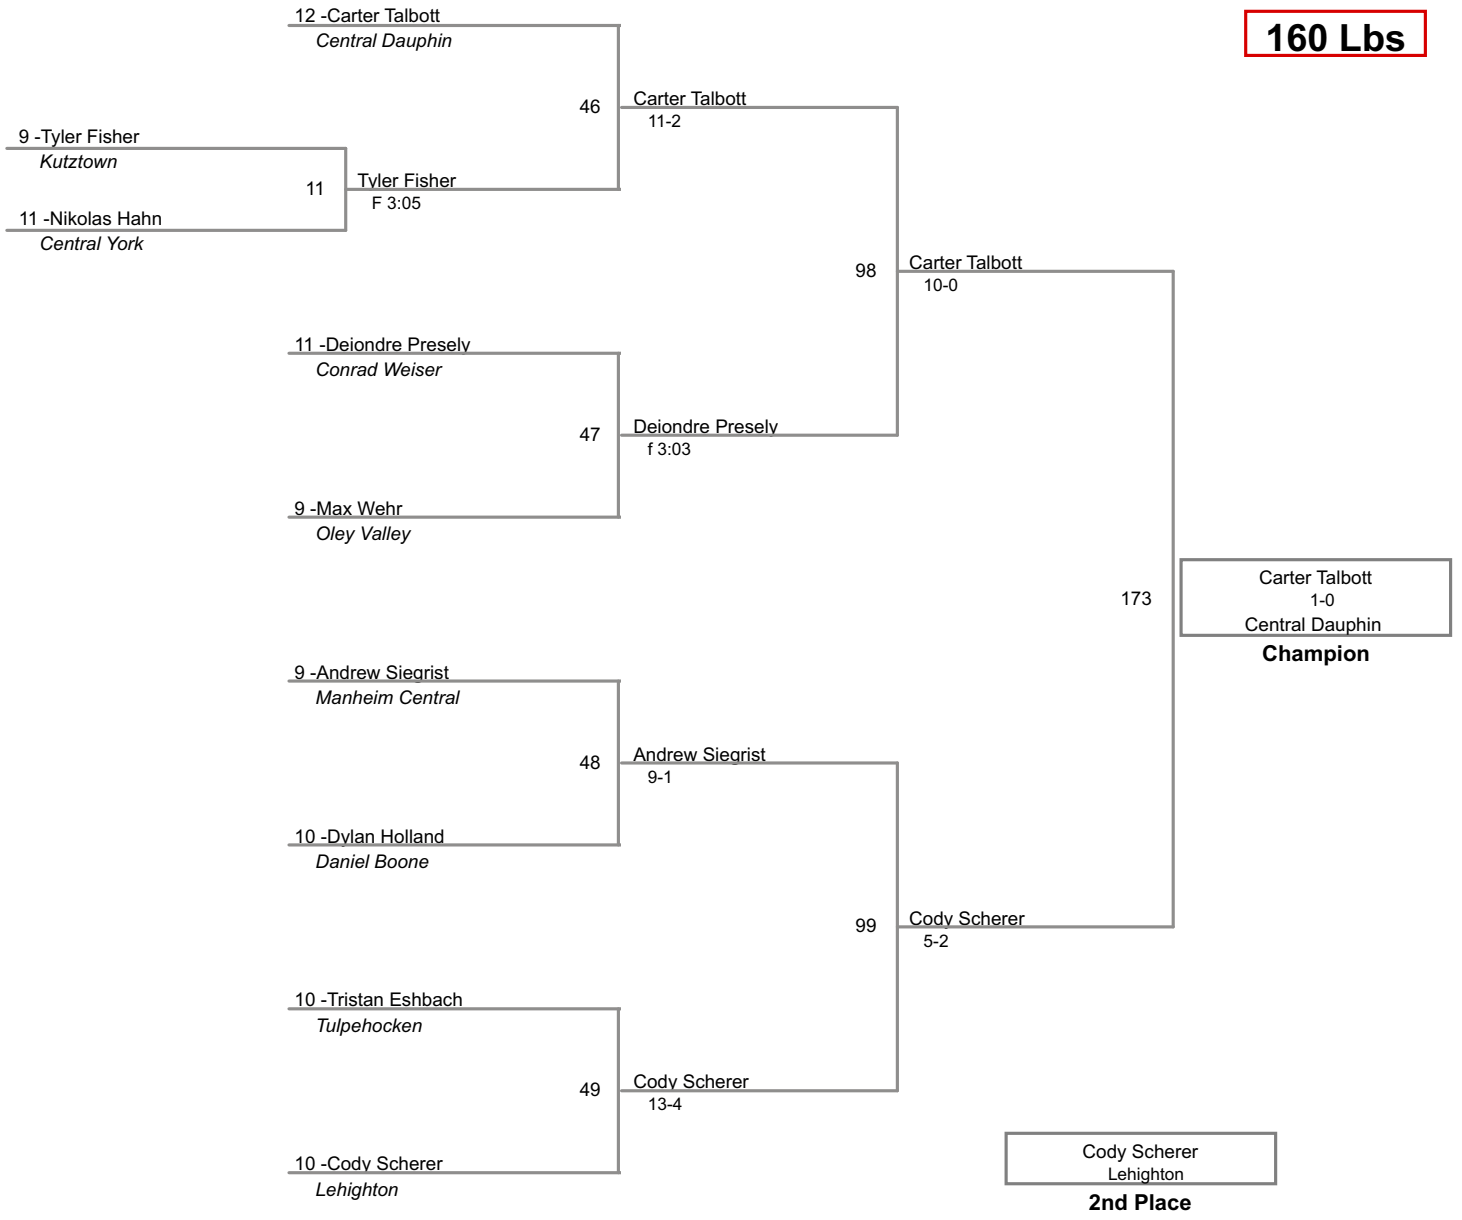 12 -Carter Talbott
Central Dauphin
160 Lbs
46
Carter Talbott
11-2
9 -Tyler Fisher
Kutztown
11
Tyler Fisher
F 3:05
11 -Nikolas Hahn
Central York
98
Carter Talbott
10-0
11 -Deiondre Presely
Conrad Weiser
47
Deiondre Presely
f 3:03
9 -Max Wehr
Oley Valley
173
Carter Talbott
1-0
Central Dauphin
Champion
9 -Andrew Siegrist
Manheim Central
48
Andrew Siegrist
9-1
10 -Dylan Holland
Daniel Boone
99
Cody Scherer
5-2
10 -Tristan Eshbach
Tulpehocken
49
Cody Scherer
13-4
10 -Cody Scherer
Lehighton
Cody Scherer
Lehighton
2nd Place